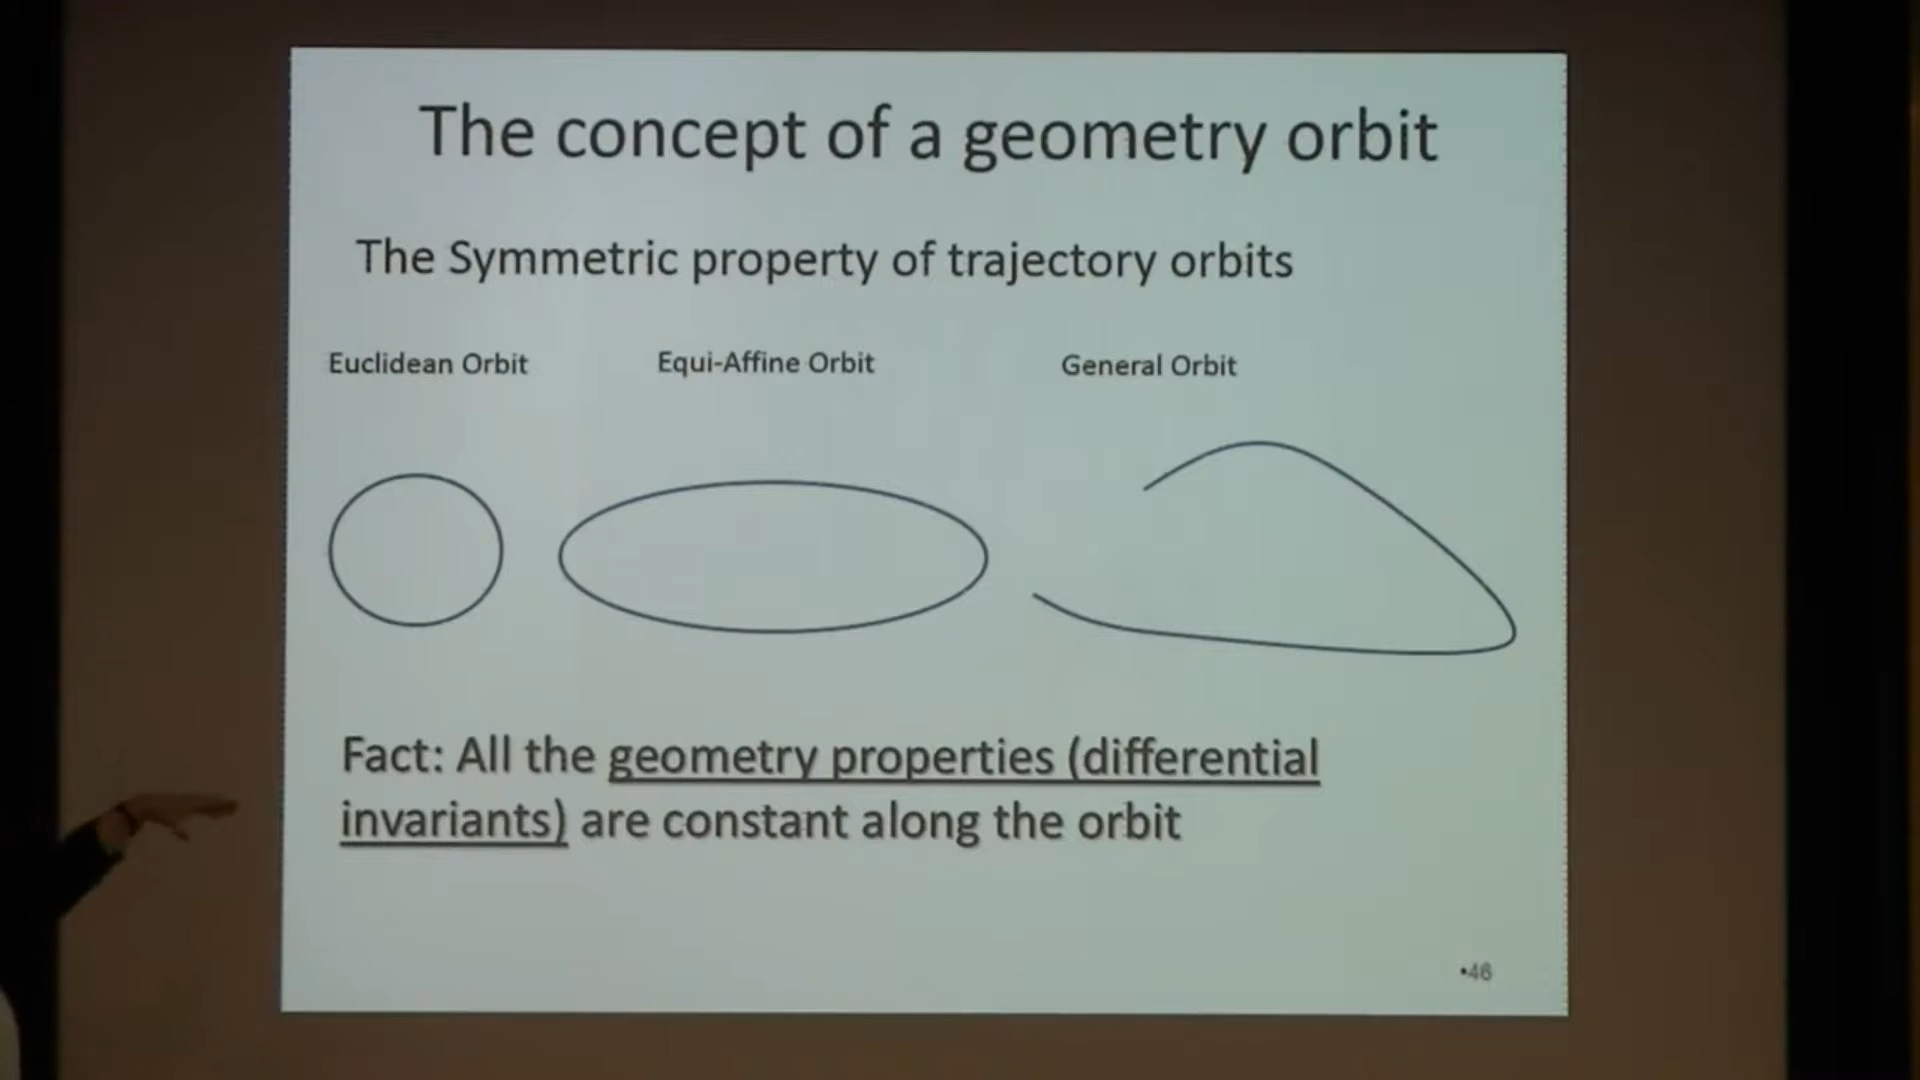 The concept of a geometry orbit
The Symmetric property of trajectory orbits
Euclidean Orbit
Equi-Affine Orbit
General Orbit
Fact: All the geometry properties (differential
invariants) are constant along the orbit
•46